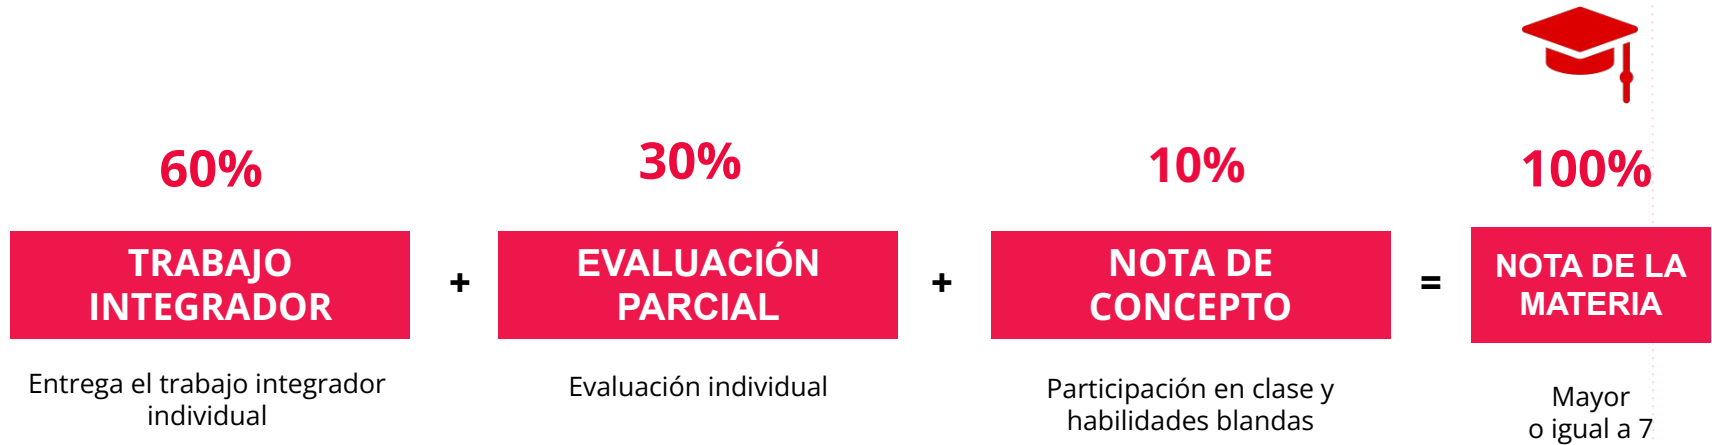 60%
TRABAJO
INTEGRADOR
Entrega el trabajo integrador
individual
+
30%
EVALUACIÓN
PARCIAL
Evaluación individual
+
10%
NOTA DE
CONCEPTO
Participación en clase y
habilidades blandas
=
100%
NOTA DE LA
MATERIA
Mayor
o igual a 7